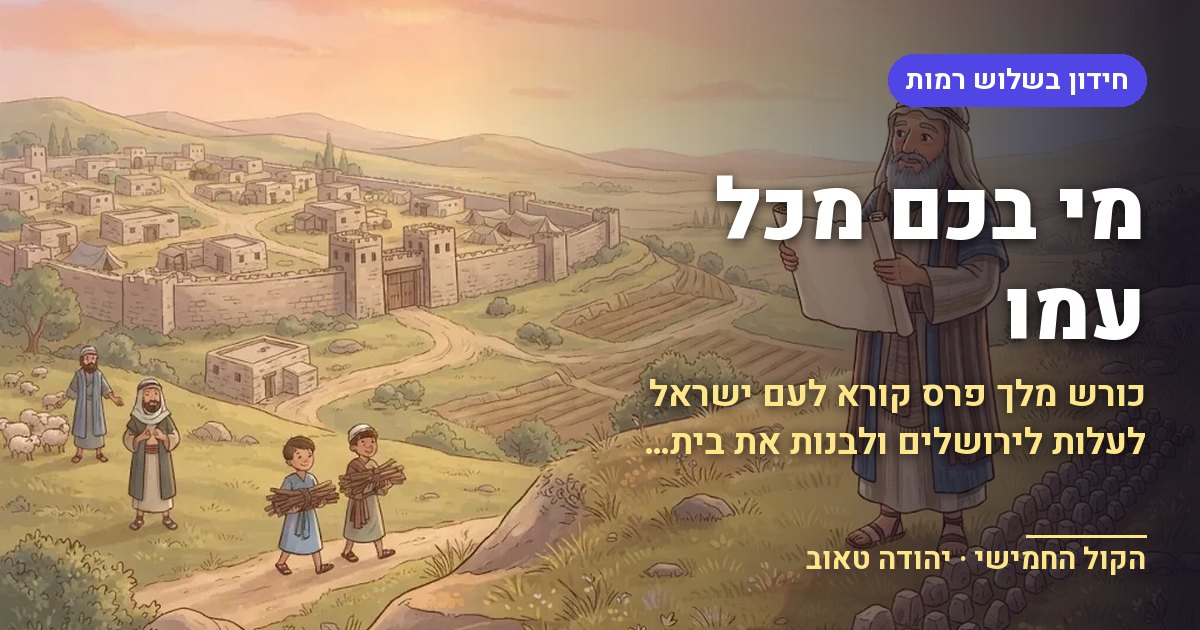 חידון בשלוש רמות
מי בכם מכל
עמו
כורש מלך פרס קורא לעם ישראל
לעלות לירושלים ולבנות את בית...
הקול החמישי · יהודה טאוב